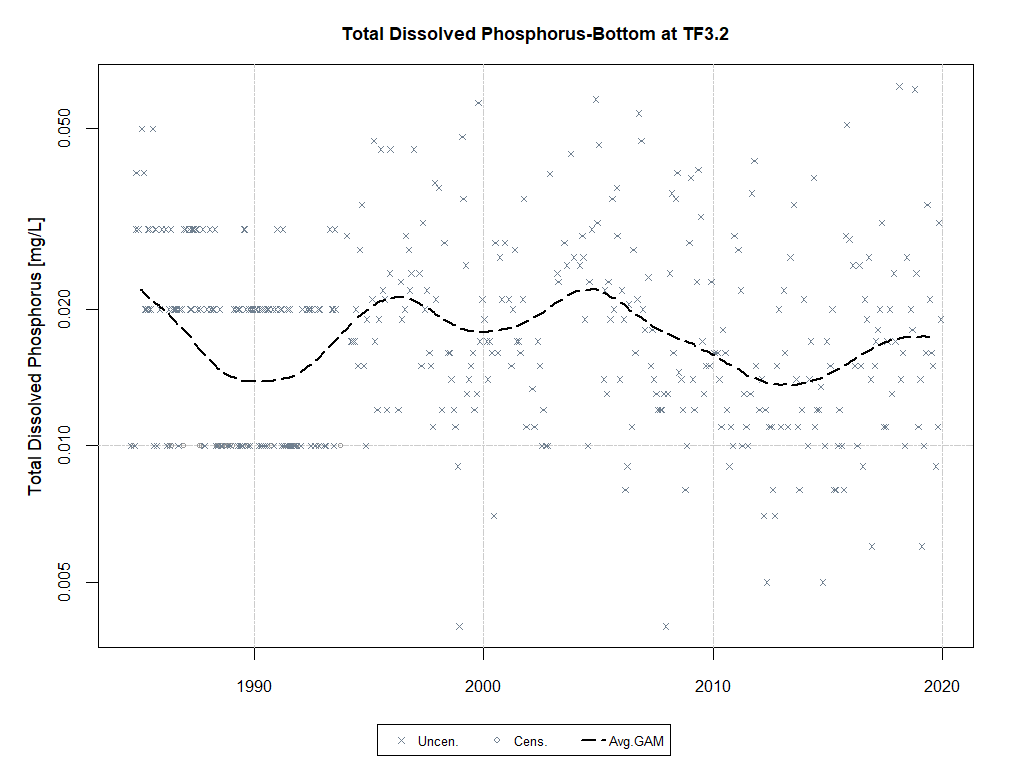 Total Dissolved Phosphorus-Bottom at TF3.2
Total Dissolved Phosphorus [mg/L]
0.050
0.020
0.010
0.005
1990 2000 2010 2020
Uncen. Cens. Avg.GAM